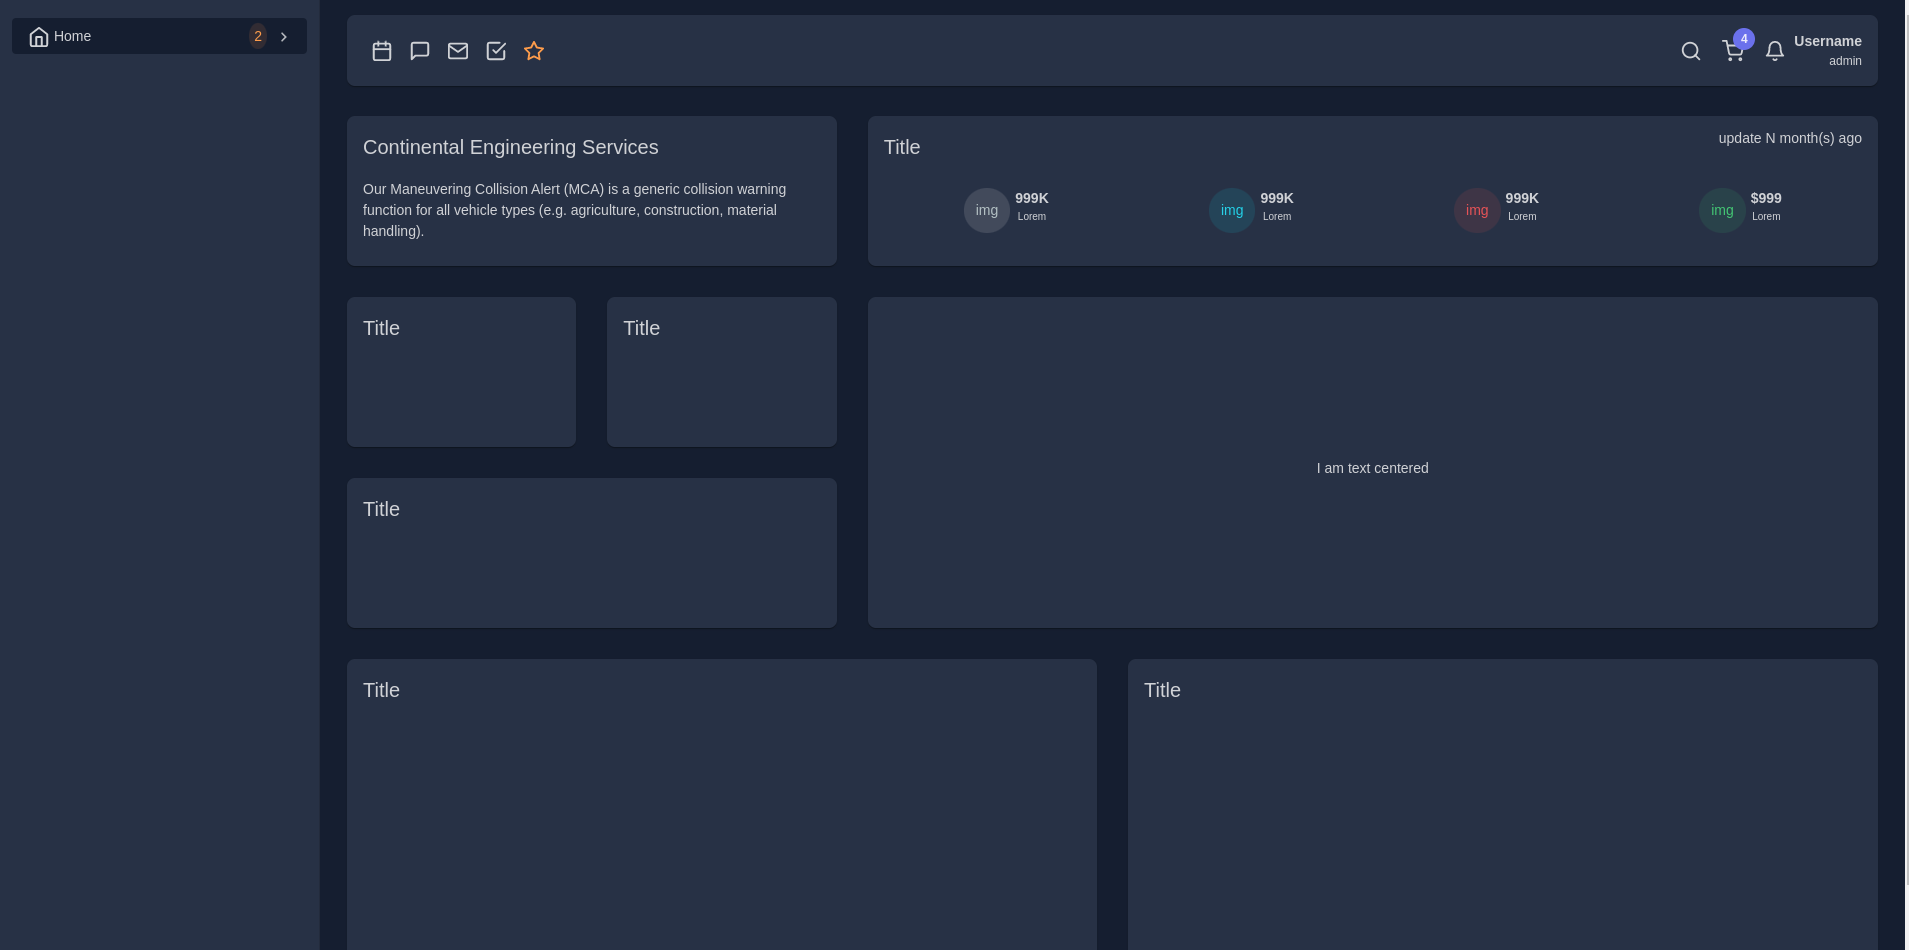 Home 2
4
Username
admin
Continental Engineering Services
Our Maneuvering Collision Alert (MCA) is a generic collision warning
function for all vehicle types (e.g. agriculture, construction, material
handling).
Title
update N month(s) ago
img 999K
Lorem
img 999K
Lorem
img 999K
Lorem
img $999
Lorem
Title
Title
I am text centered
Title
Title
Title